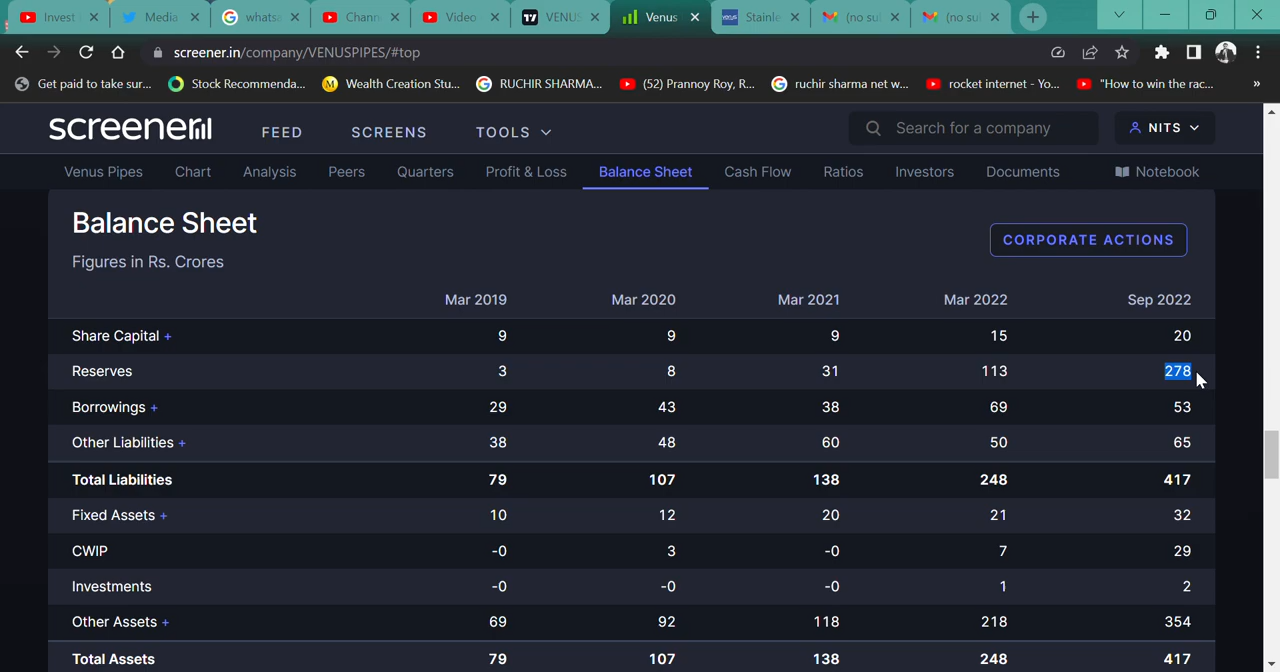 Invest Media whats Chann Video VENUS Venus Stainle (no su (no su
screener.in/company/VENUSPIPES/#top
Get paid to take sur... Stock Recommenda... Wealth Creation Stu... RUCHIR SHARMA... (52) Prannoy Roy, R... ruchir sharma net w... rocket internet - Yo... "How to win the rac... »
screener FEED SCREENS TOOLS Search for a company NITS
Venus Pipes Chart Analysis Peers Quarters Profit & Loss Balance Sheet Cash Flow Ratios Investors Documents Notebook
Balance Sheet
CORPORATE ACTIONS
Figures in Rs. Crores
Mar 2019 Mar 2020 Mar 2021 Mar 2022 Sep 2022
Share Capital + 9 9 9 15 20
Reserves 3 8 31 113 278
Borrowings + 29 43 38 69 53
Other Liabilities + 38 48 60 50 65
Total Liabilities 79 107 138 248 417
Fixed Assets + 10 12 20 21 32
CWIP -0 3 -0 7 29
Investments -0 -0 -0 1 2
Other Assets + 69 92 118 218 354
Total Assets 79 107 138 248 417